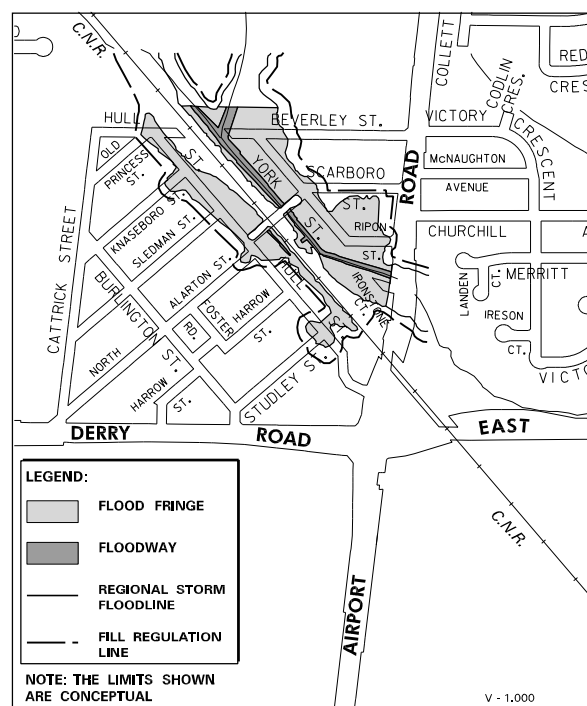 C.N.R.
COLLETT
RED
CRES
CODLIN
CRES.
HULL
ST.
BEVERLEY ST.
VICTORY
CRESCENT
OLD
PRINCESS
ST.
YORK
ST.
SCARBORO
ST.
ROAD
McNAUGHTON
AVENUE
KNASEBORO
SLEDMAN ST.
RIPON
ST.
CHURCHILL
A
CATTRICK STREET
BURLINGTON ST.
ALARTON ST.
HULL
IRONSTONE
CT.
LANDEN
CT.
MERRITT
IRESON
CT.
FOSTER
RD.
HARROW
ST.
NORTH
HARROW
ST.
STUDLEY S
VICTO
DERRY ROAD EAST
C.N.R.
AIRPORT
LEGEND:
FLOOD FRINGE
FLOODWAY
REGIONAL STORM
FLOODLINE
FILL REGULATION
LINE
NOTE: THE LIMITS SHOWN
ARE CONCEPTUAL
V - 1.000